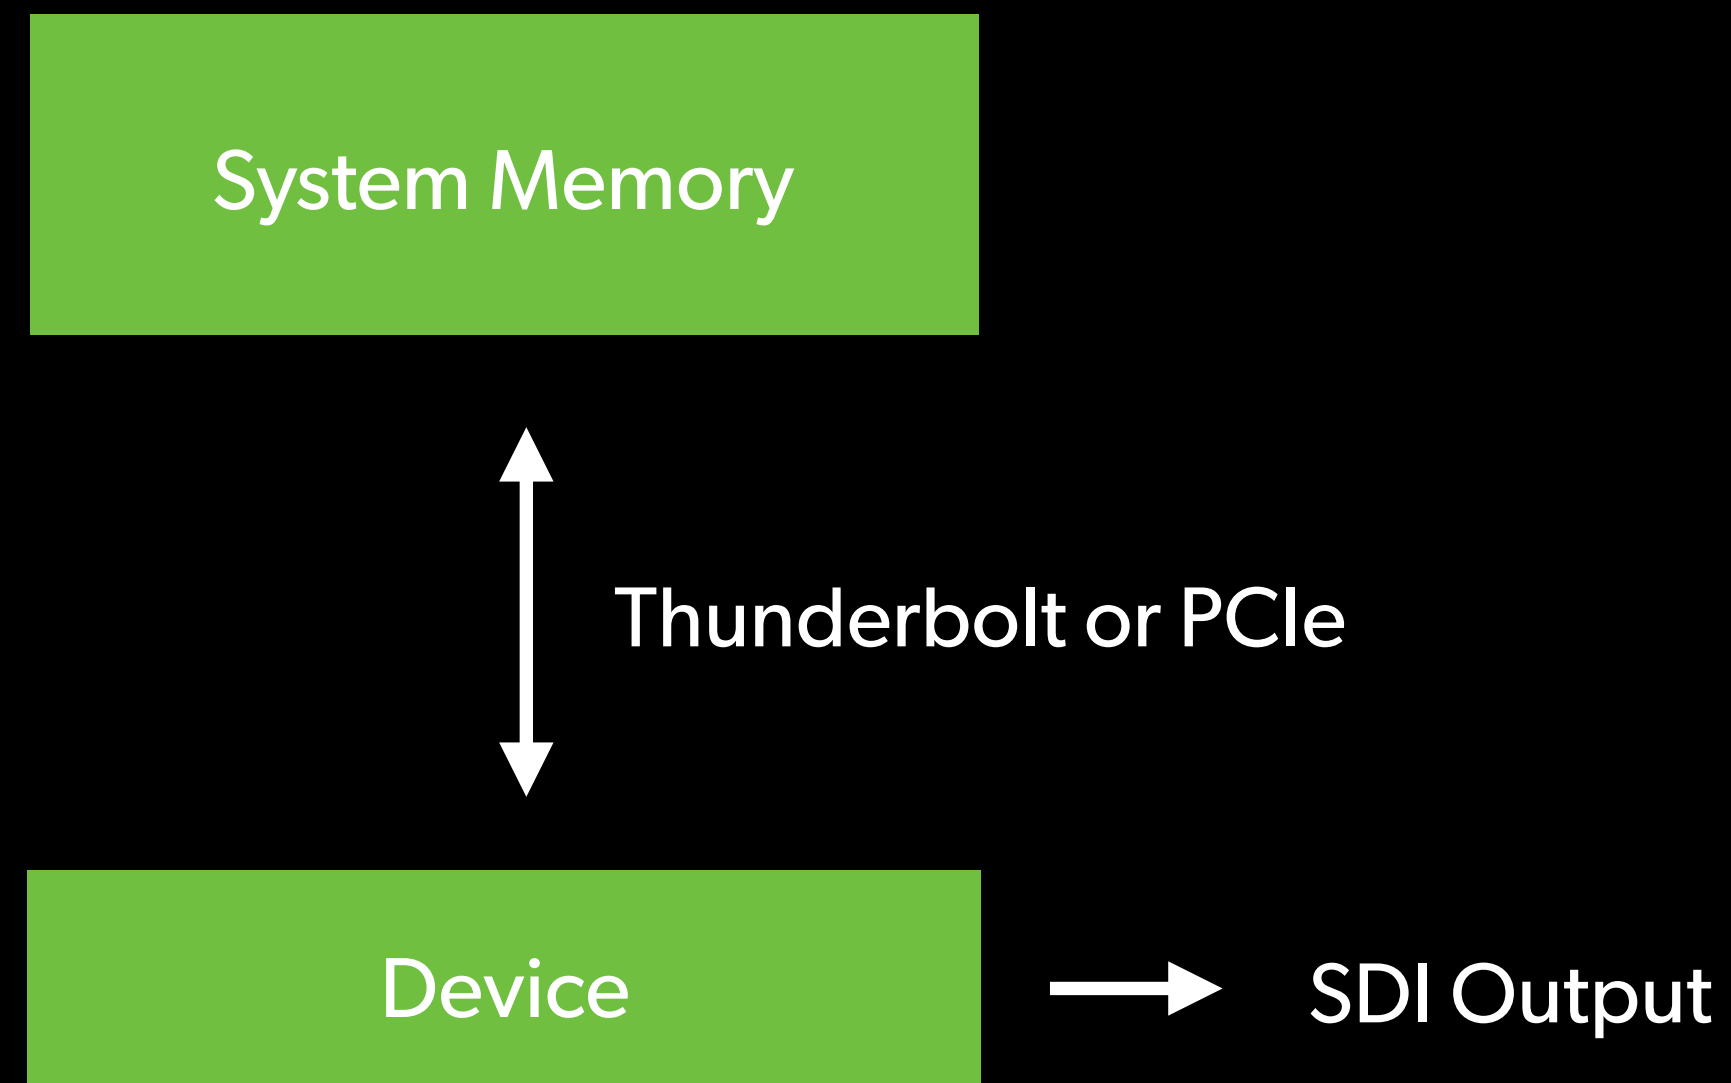 System Memory
Thunderbolt or PCIe
Device
SDI Output